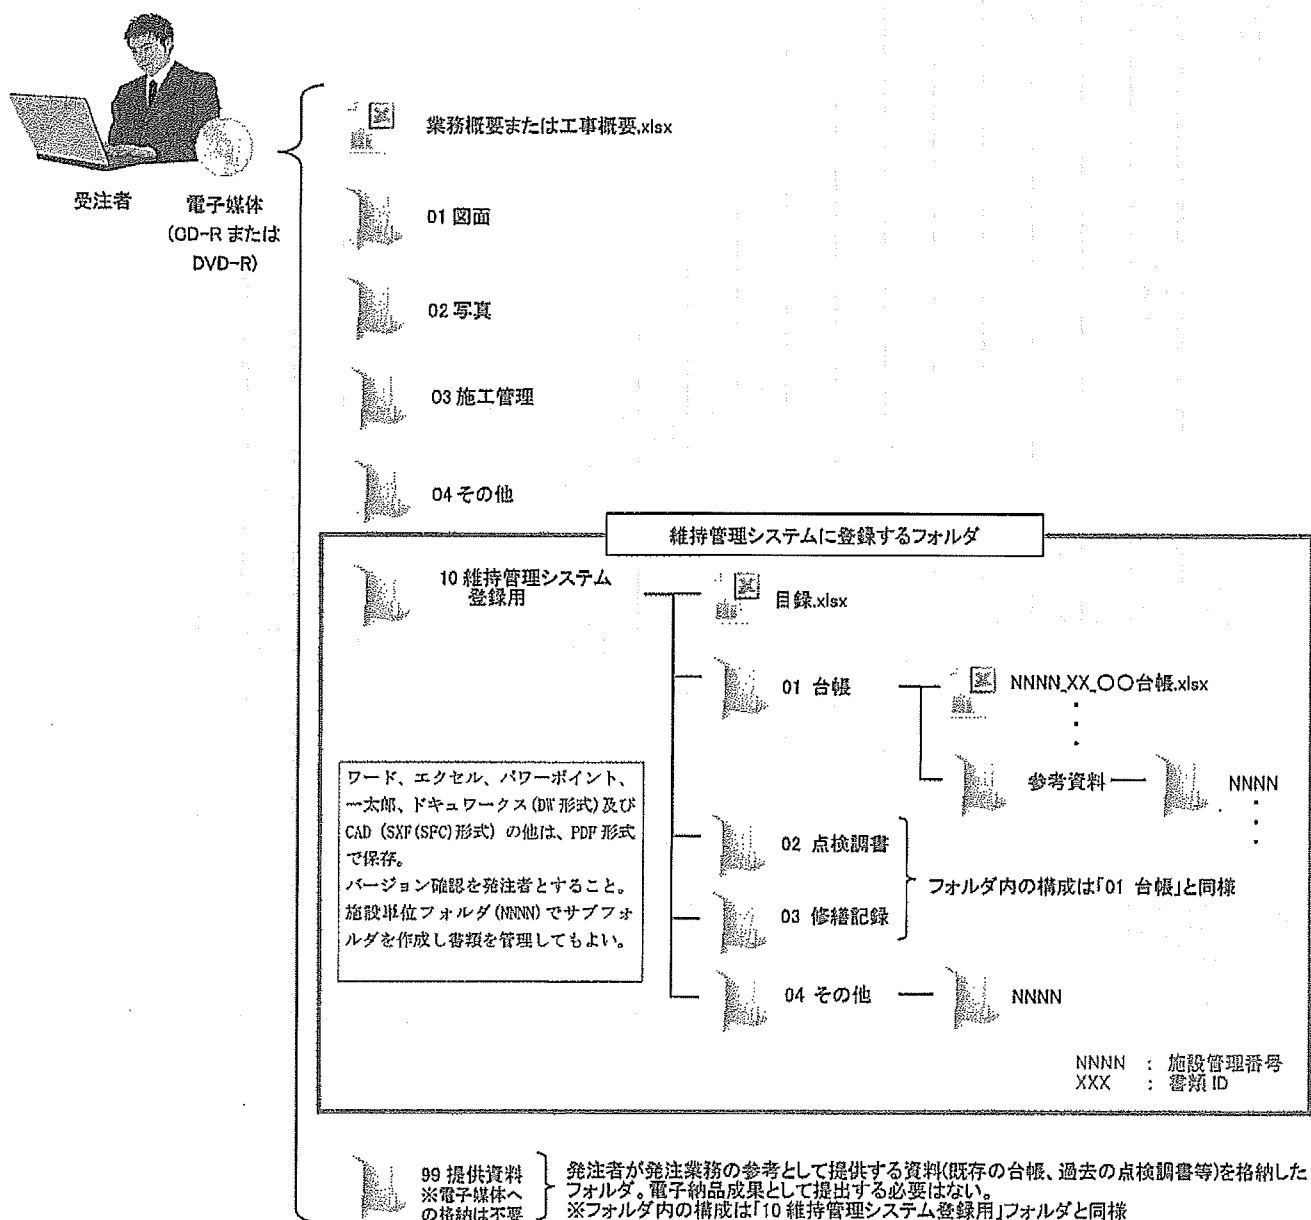 受注者
電子媒体
(CD-R または
DVD-R)
業務概要または工事概要.xlsx
01 図面
02 写真
03 施工管理
04 その他
維持管理システムに登録するフォルダ
10 維持管理システム
登録用
目録.xlsx
01 台帳
NNNN_XX_〇〇台帳.xlsx
参考資料
NNNN
ワード、エクセル、パワーポイント、
一太郎、ドキュワークス(DW 形式)及び
CAD (SXF(SFC)形式) の他は、PDF 形式
で保存。
バージョン確認を発注者とすること。
施設単位フォルダ(NNNN)でサブフォ
ルダを作成し書類を管理してもよい。
02 点検調書
03 修繕記録
フォルダ内の構成は「01 台帳」と同様
04 その他
NNNN
NNNN : 施設管理番号
XXX : 書類 ID
99 提供資料
※電子媒体へ
の格納は不要
発注者が発注業務の参考として提供する資料(既存の台帳、過去の点検調書等)を格納した
フォルダ。電子納品成果として提出する必要はない。
※フォルダ内の構成は「10 維持管理システム登録用」フォルダと同様